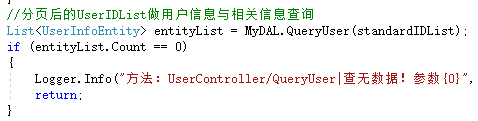 //分页后的UserIDList做用户信息与相关信息查询
List<UserInfoEntity> entityList = MyDAL.QueryUser(standardIDList);
if (entityList.Count == 0)
{
Logger.Info("方法: UserController/QueryUser|查无数据! 参数{0}",
return;
}